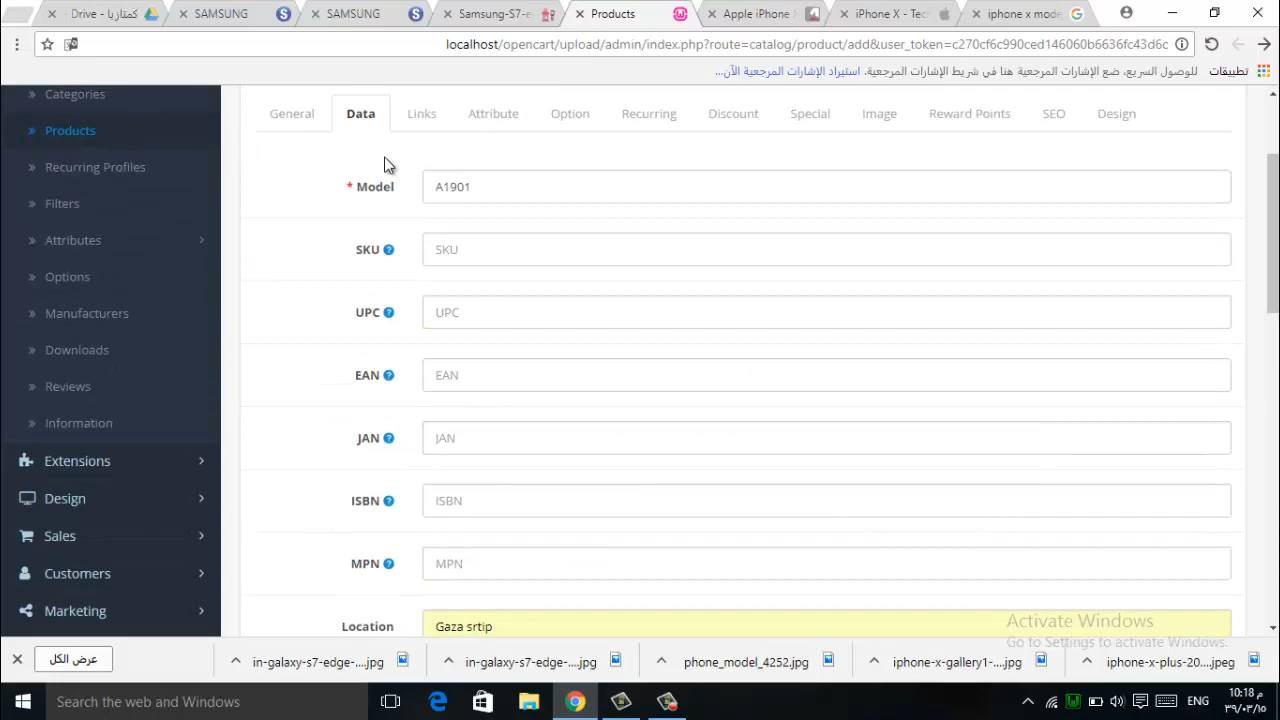 كمتازيا - Drive
SAMSUNG
SAMSUNG
Samsung-S7-e
Products
Apple iPhone
iPhone X - Tec
iphone x mode
localhost/opencart/upload/admin/index.php?route=catalog/product/add&user_token=c270cf6c990ced146060b6636fc43d6c
تطبيقات للوصول السريع، ضع الإشارات المرجعية هنا في شريط الإشارات المرجعية. استيراد الإشارات المرجعية الآن...
Categories
Products
Recurring Profiles
Filters
Attributes
Options
Manufacturers
Downloads
Reviews
Information
Extensions
Design
Sales
Customers
Marketing
General Data Links Attribute Option Recurring Discount Special Image Reward Points SEO Design
* Model A1901
SKU SKU
UPC UPC
EAN EAN
JAN JAN
ISBN ISBN
MPN MPN
Location Gaza srtip
Activate Windows
Go to Settings to activate Windows.
عرض الكل
in-galaxy-s7-edge-....jpg
in-galaxy-s7-edge-....jpg
phone_model_4252.jpg
iphone-x-gallery1-....jpg
iphone-x-plus-20....jpeg
Search the web and Windows
ENG
10:18 م
٣٩/٠٣/١٥